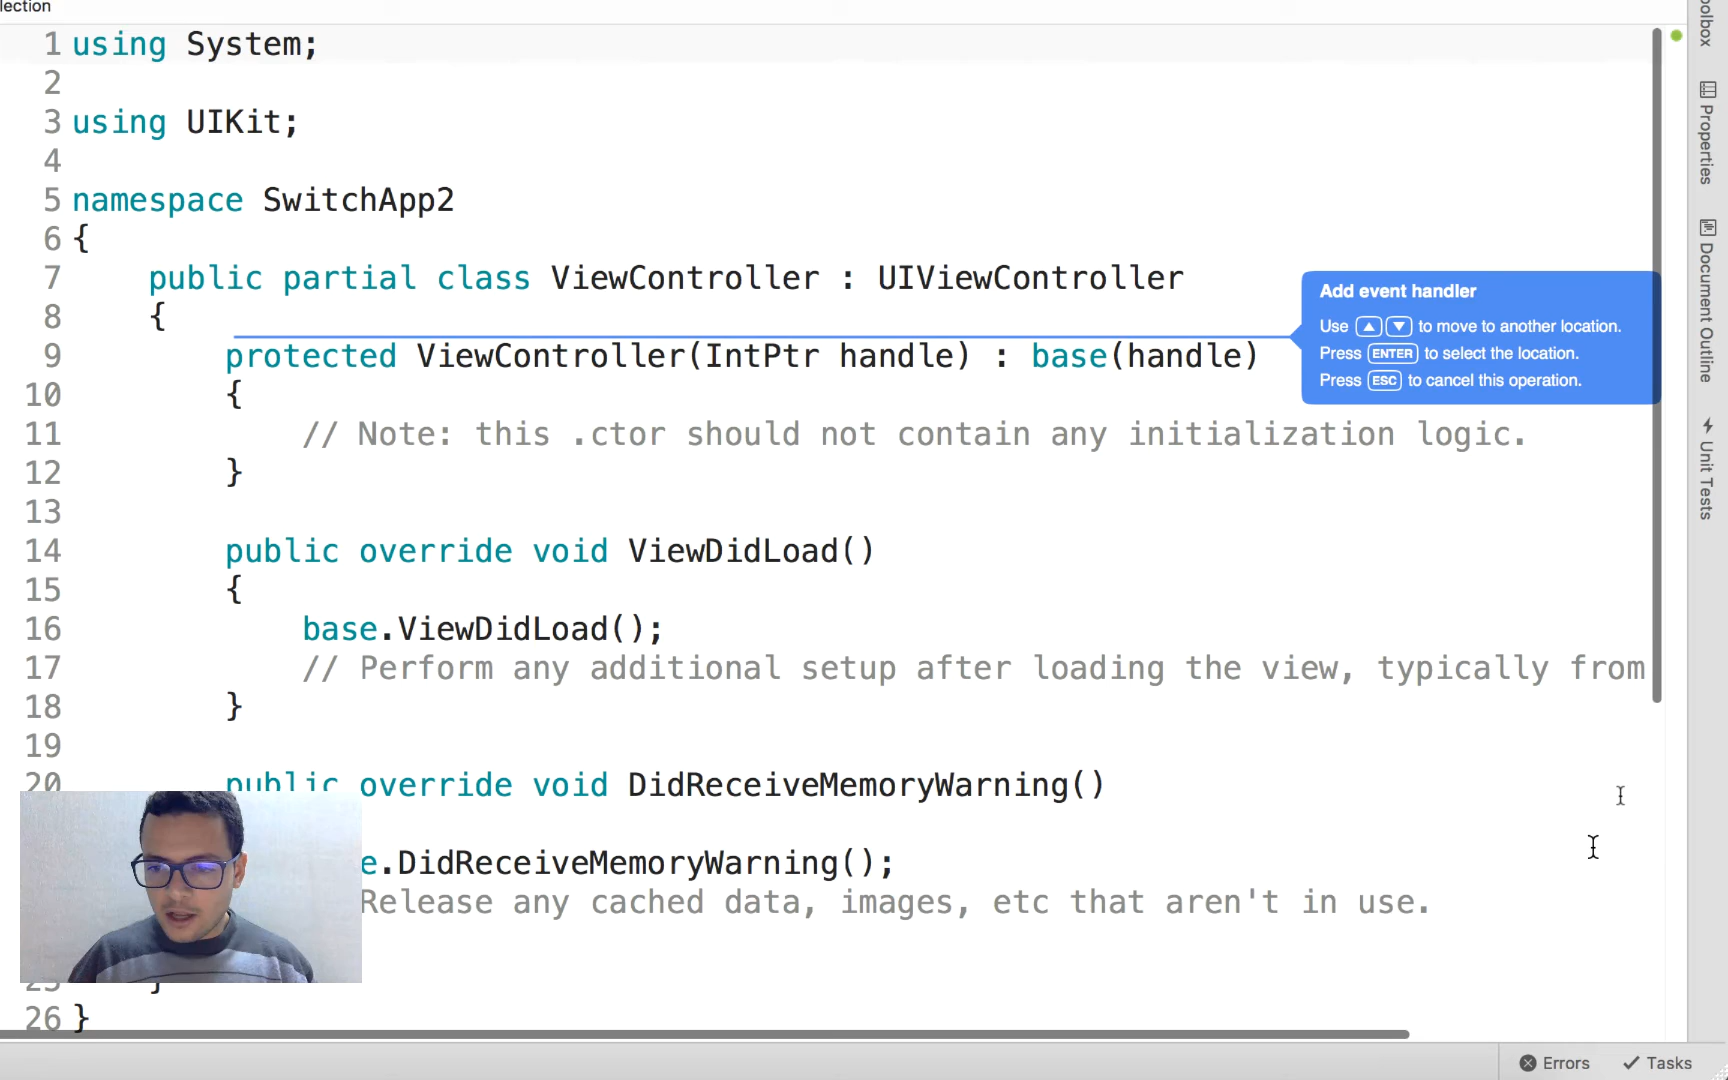 lection
1 using System;
2
3 using UIKit;
4
5 namespace SwitchApp2
6 {
7 public partial class ViewController : UIViewController
8 {
9 protected ViewController(IntPtr handle) : base(handle)
10 {
11 // Note: this .ctor should not contain any initialization logic.
12 }
13
14 public override void ViewDidLoad()
15 {
16 base.ViewDidLoad();
17 // Perform any additional setup after loading the view, typically from
18 }
19
20 public override void DidReceiveMemoryWarning()
e.DidReceiveMemoryWarning();
Release any cached data, images, etc that aren't in use.
25 }
26 }
Add event handler
Use ▲ ▼ to move to another location.
Press ENTER to select the location.
Press ESC to cancel this operation.
oolbox
Properties
Document Outline
Unit Tests
Errors
Tasks